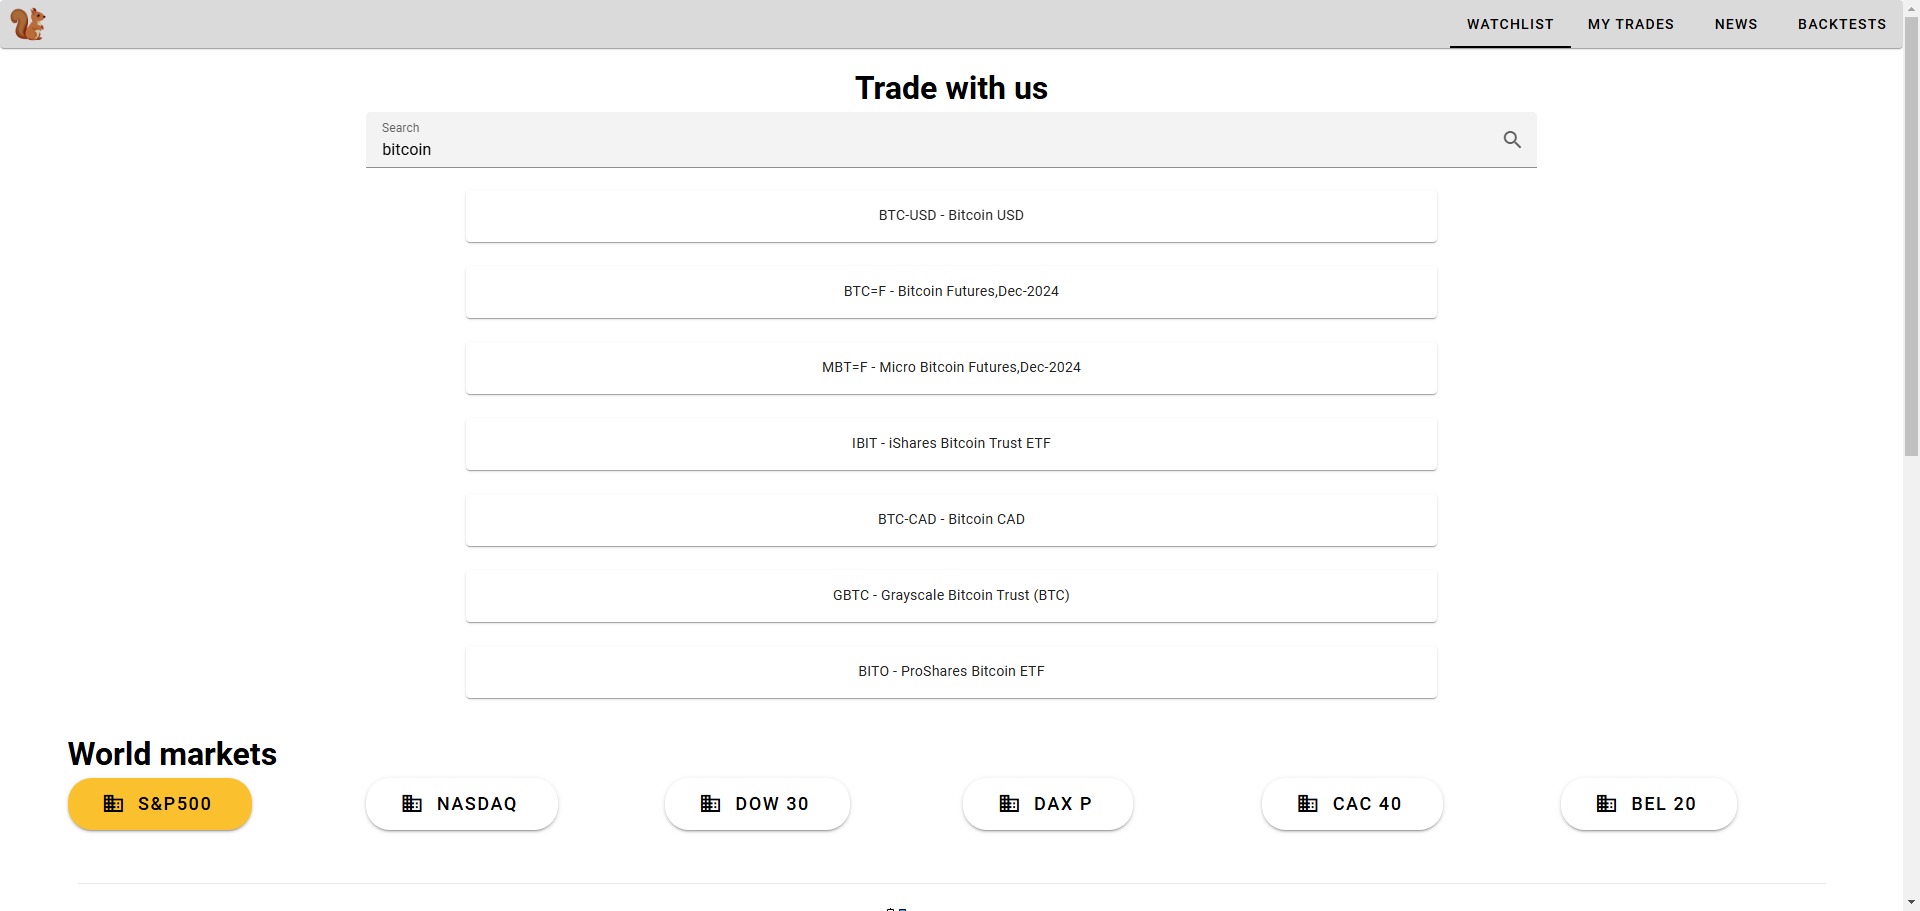 WATCHLIST MY TRADES NEWS BACKTESTS
Trade with us
Search
bitcoin
BTC-USD - Bitcoin USD
BTC=F - Bitcoin Futures,Dec-2024
MBT=F - Micro Bitcoin Futures,Dec-2024
IBIT - iShares Bitcoin Trust ETF
BTC-CAD - Bitcoin CAD
GBTC - Grayscale Bitcoin Trust (BTC)
BITO - ProShares Bitcoin ETF
World markets
S&P500 NASDAQ DOW 30 DAX P CAC 40 BEL 20